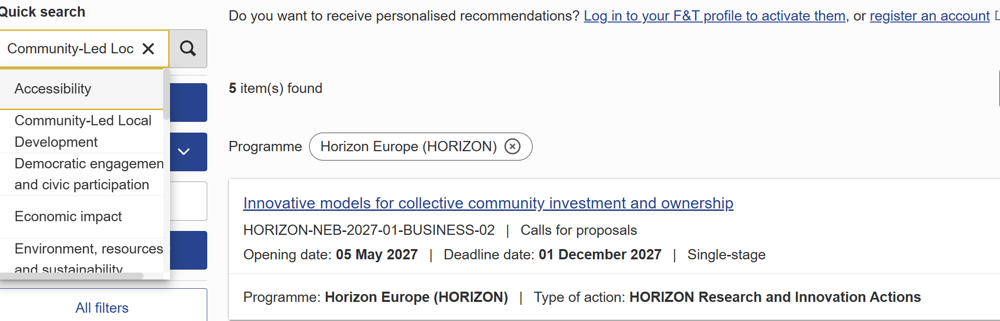 Quick search
Community-Led Loc
Accessibility
Community-Led Local
Development
Democratic engagemen
and civic participation
Economic impact
Environment, resources
and sustainability
All filters
Do you want to receive personalised recommendations? Log in to your F&T profile to activate them, or register an account
5 item(s) found
Programme Horizon Europe (HORIZON)
Innovative models for collective community investment and ownership
HORIZON-NEB-2027-01-BUSINESS-02 | Calls for proposals
Opening date: 05 May 2027 | Deadline date: 01 December 2027 | Single-stage
Programme: Horizon Europe (HORIZON) | Type of action: HORIZON Research and Innovation Actions